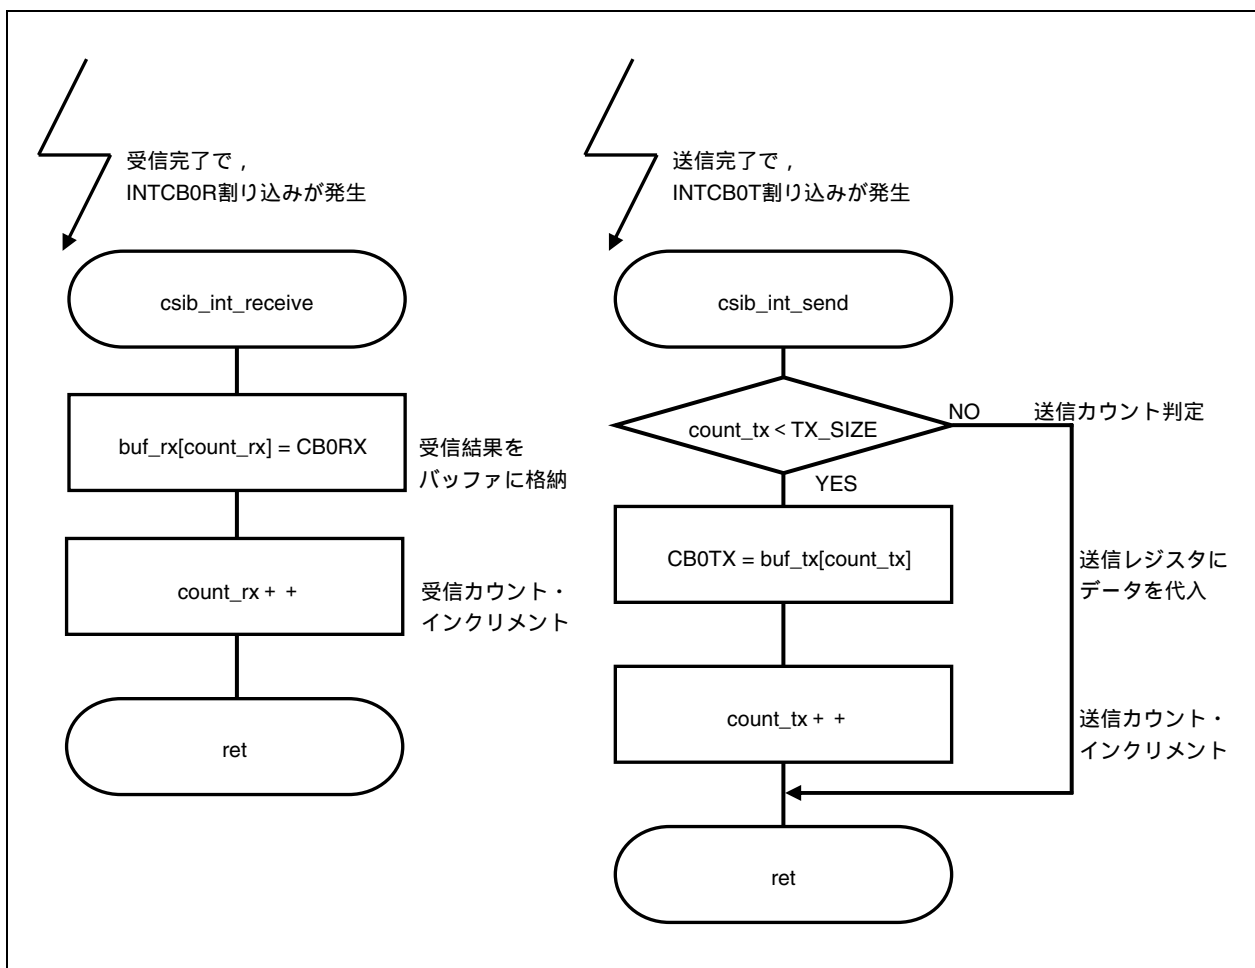 受信完了で，
INTCB0R割り込みが発生
csib_int_receive
buf_rx[count_rx] = CB0RX
受信結果を
バッファに格納
count_rx + +
受信カウント・
インクリメント
ret
送信完了で，
INTCB0T割り込みが発生
csib_int_send
count_tx < TX_SIZE
NO
送信カウント判定
YES
CB0TX = buf_tx[count_tx]
送信レジスタに
データを代入
count_tx + +
送信カウント・
インクリメント
ret